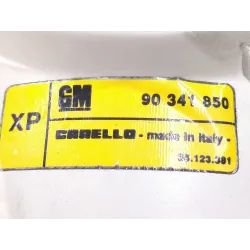 XP
GM 90 341 850
CARELLO - made in Italy -
35.123.381